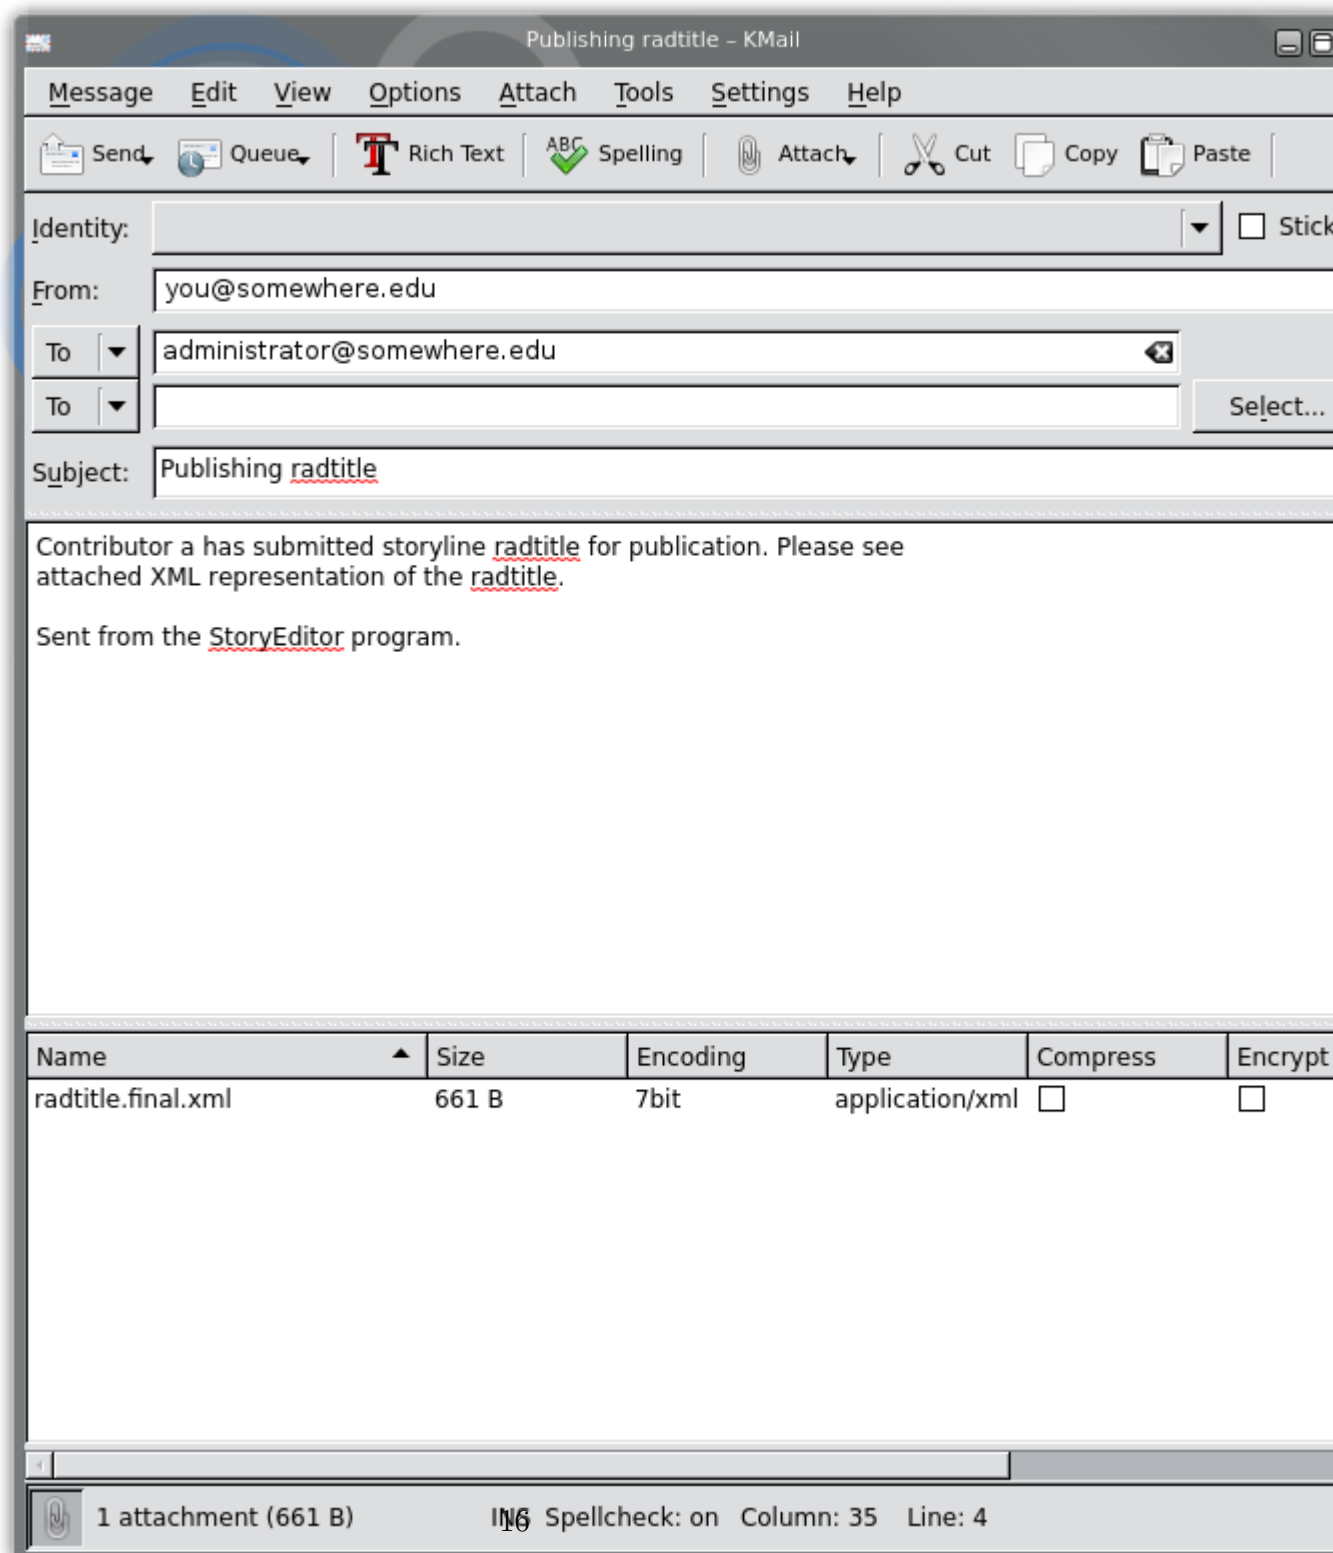 Publishing radtitle – KMail
Message Edit View Options Attach Tools Settings Help
Send Queue Rich Text ABC Spelling Attach Cut Copy Paste
Identity: Stick
From: you@somewhere.edu
To administrator@somewhere.edu
To Select...
Subject: Publishing radtitle
Contributor a has submitted storyline radtitle for publication. Please see
attached XML representation of the radtitle.
Sent from the StoryEditor program.
Name Size Encoding Type Compress Encrypt
radtitle.final.xml 661 B 7bit application/xml
1 attachment (661 B) INS Spellcheck: on Column: 35 Line: 4
16